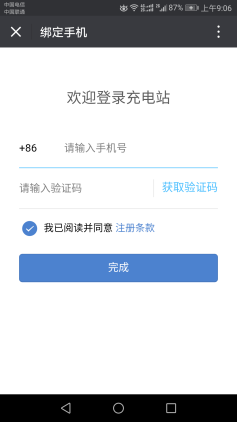 中国电信 87% 上午9:06
中国联通
绑定手机
欢迎登录充电站
+86 请输入手机号
请输入验证码 获取验证码
我已阅读并同意 注册条款
完成